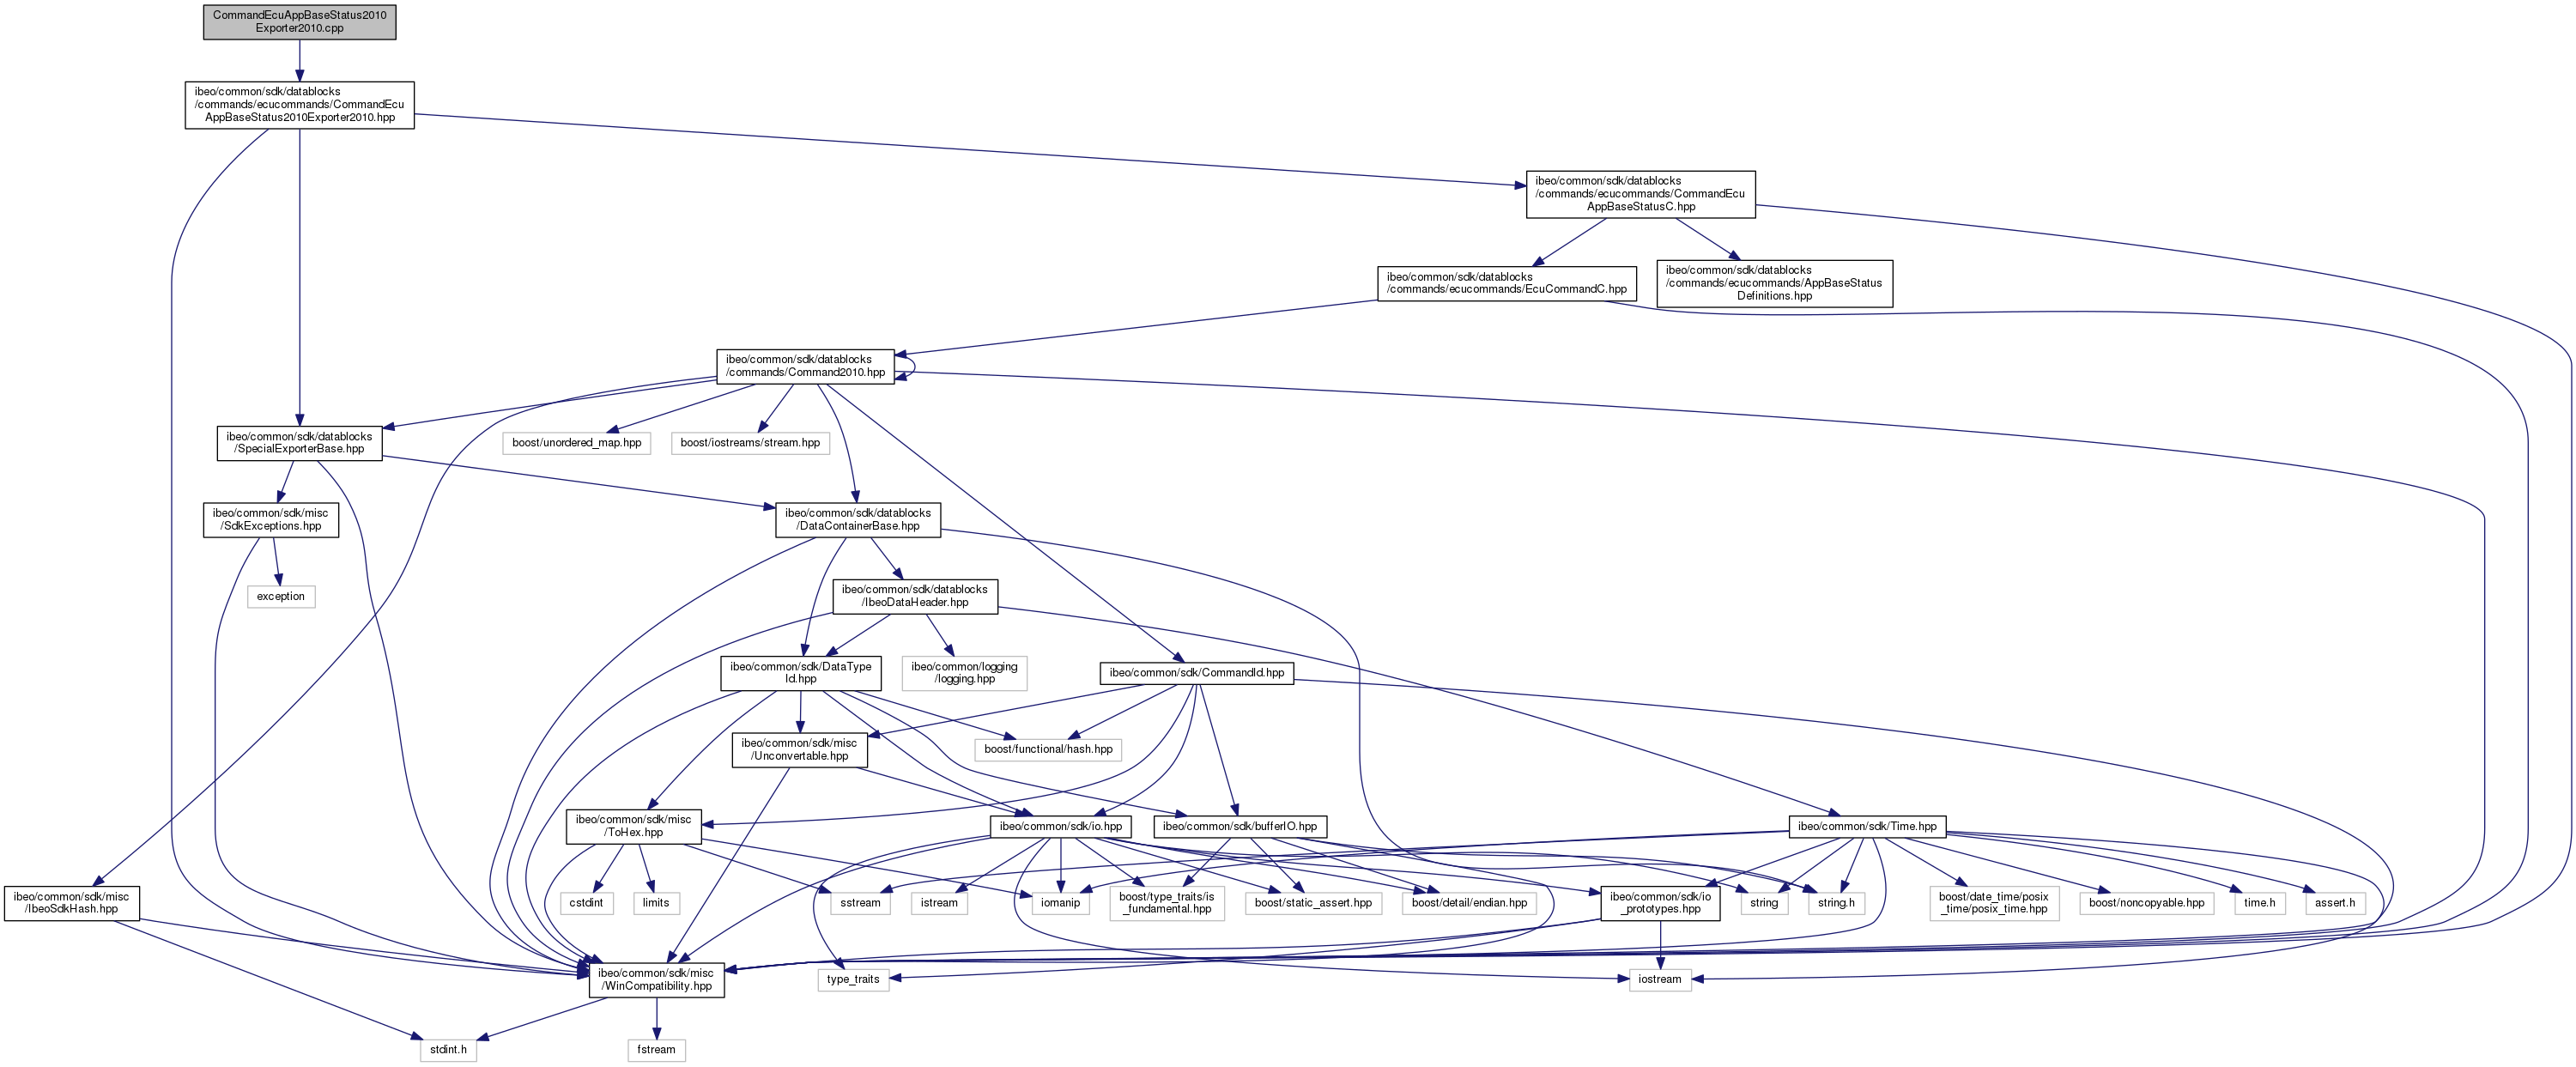 CommandEcuAppBaseStatus2010
Exporter2010.cpp
ibeo/common/sdk/datablocks
/commands/ecucommands/CommandEcu
AppBaseStatus2010Exporter2010.hpp
ibeo/common/sdk/datablocks
/commands/ecucommands/CommandEcu
AppBaseStatusC.hpp
ibeo/common/sdk/datablocks
/commands/ecucommands/EcuCommandC.hpp
ibeo/common/sdk/datablocks
/commands/ecucommands/AppBaseStatus
Definitions.hpp
ibeo/common/sdk/datablocks
/commands/Command2010.hpp
ibeo/common/sdk/datablocks
/SpecialExporterBase.hpp
boost/unordered_map.hpp
boost/iostreams/stream.hpp
ibeo/common/sdk/misc
/SdkExceptions.hpp
ibeo/common/sdk/datablocks
/DataContainerBase.hpp
exception
ibeo/common/sdk/datablocks
/IbeoDataHeader.hpp
ibeo/common/sdk/DataType
Id.hpp
ibeo/common/logging
/logging.hpp
ibeo/common/sdk/CommandId.hpp
ibeo/common/sdk/misc
/Unconvertable.hpp
boost/functional/hash.hpp
ibeo/common/sdk/misc
/ToHex.hpp
ibeo/common/sdk/io.hpp
ibeo/common/sdk/bufferIO.hpp
ibeo/common/sdk/Time.hpp
ibeo/common/sdk/misc
/IbeoSdkHash.hpp
cstdint
limits
sstream
istream
iomanip
boost/type_traits/is
_fundamental.hpp
boost/static_assert.hpp
boost/detail/endian.hpp
ibeo/common/sdk/io
_prototypes.hpp
string
string.h
boost/date_time/posix
_time/posix_time.hpp
boost/noncopyable.hpp
time.h
assert.h
ibeo/common/sdk/misc
/WinCompatibility.hpp
type_traits
iostream
stdint.h
fstream